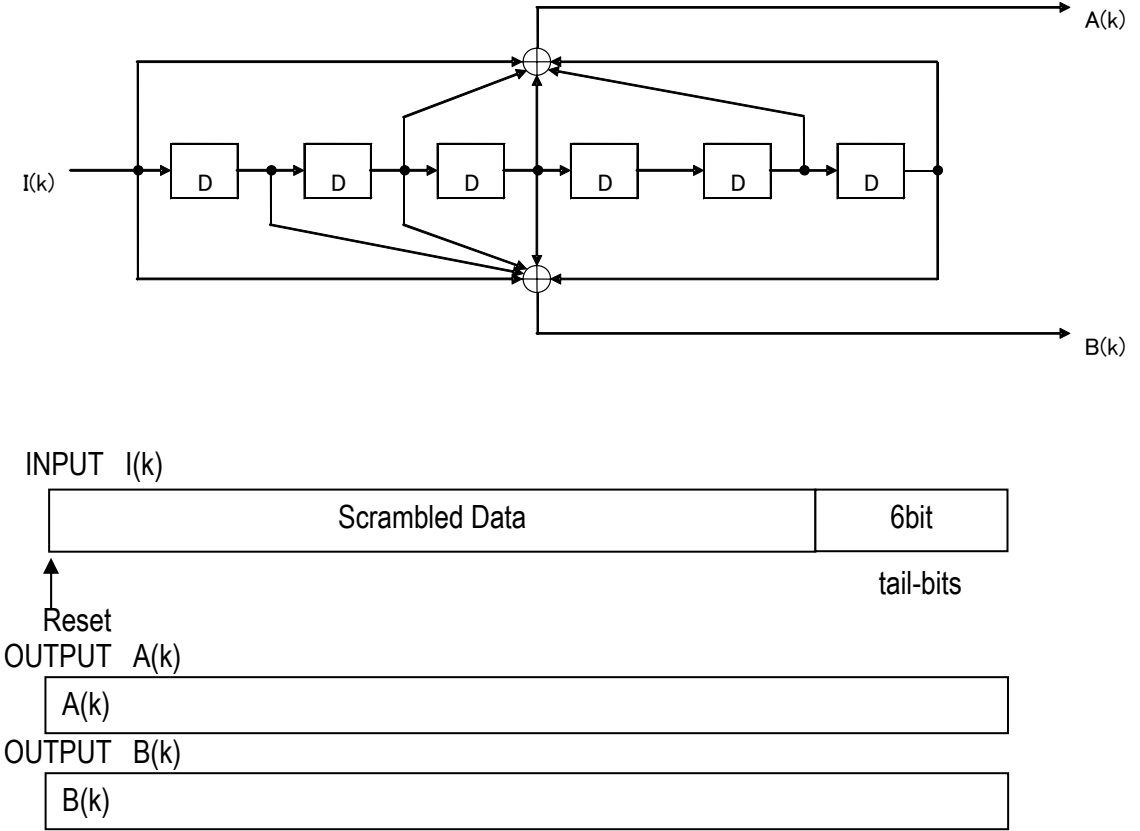 A(k)
I(k)
D D D D D D
B(k)
INPUT I(k)
Scrambled Data 6bit
tail-bits
Reset
OUTPUT A(k)
A(k)
OUTPUT B(k)
B(k)